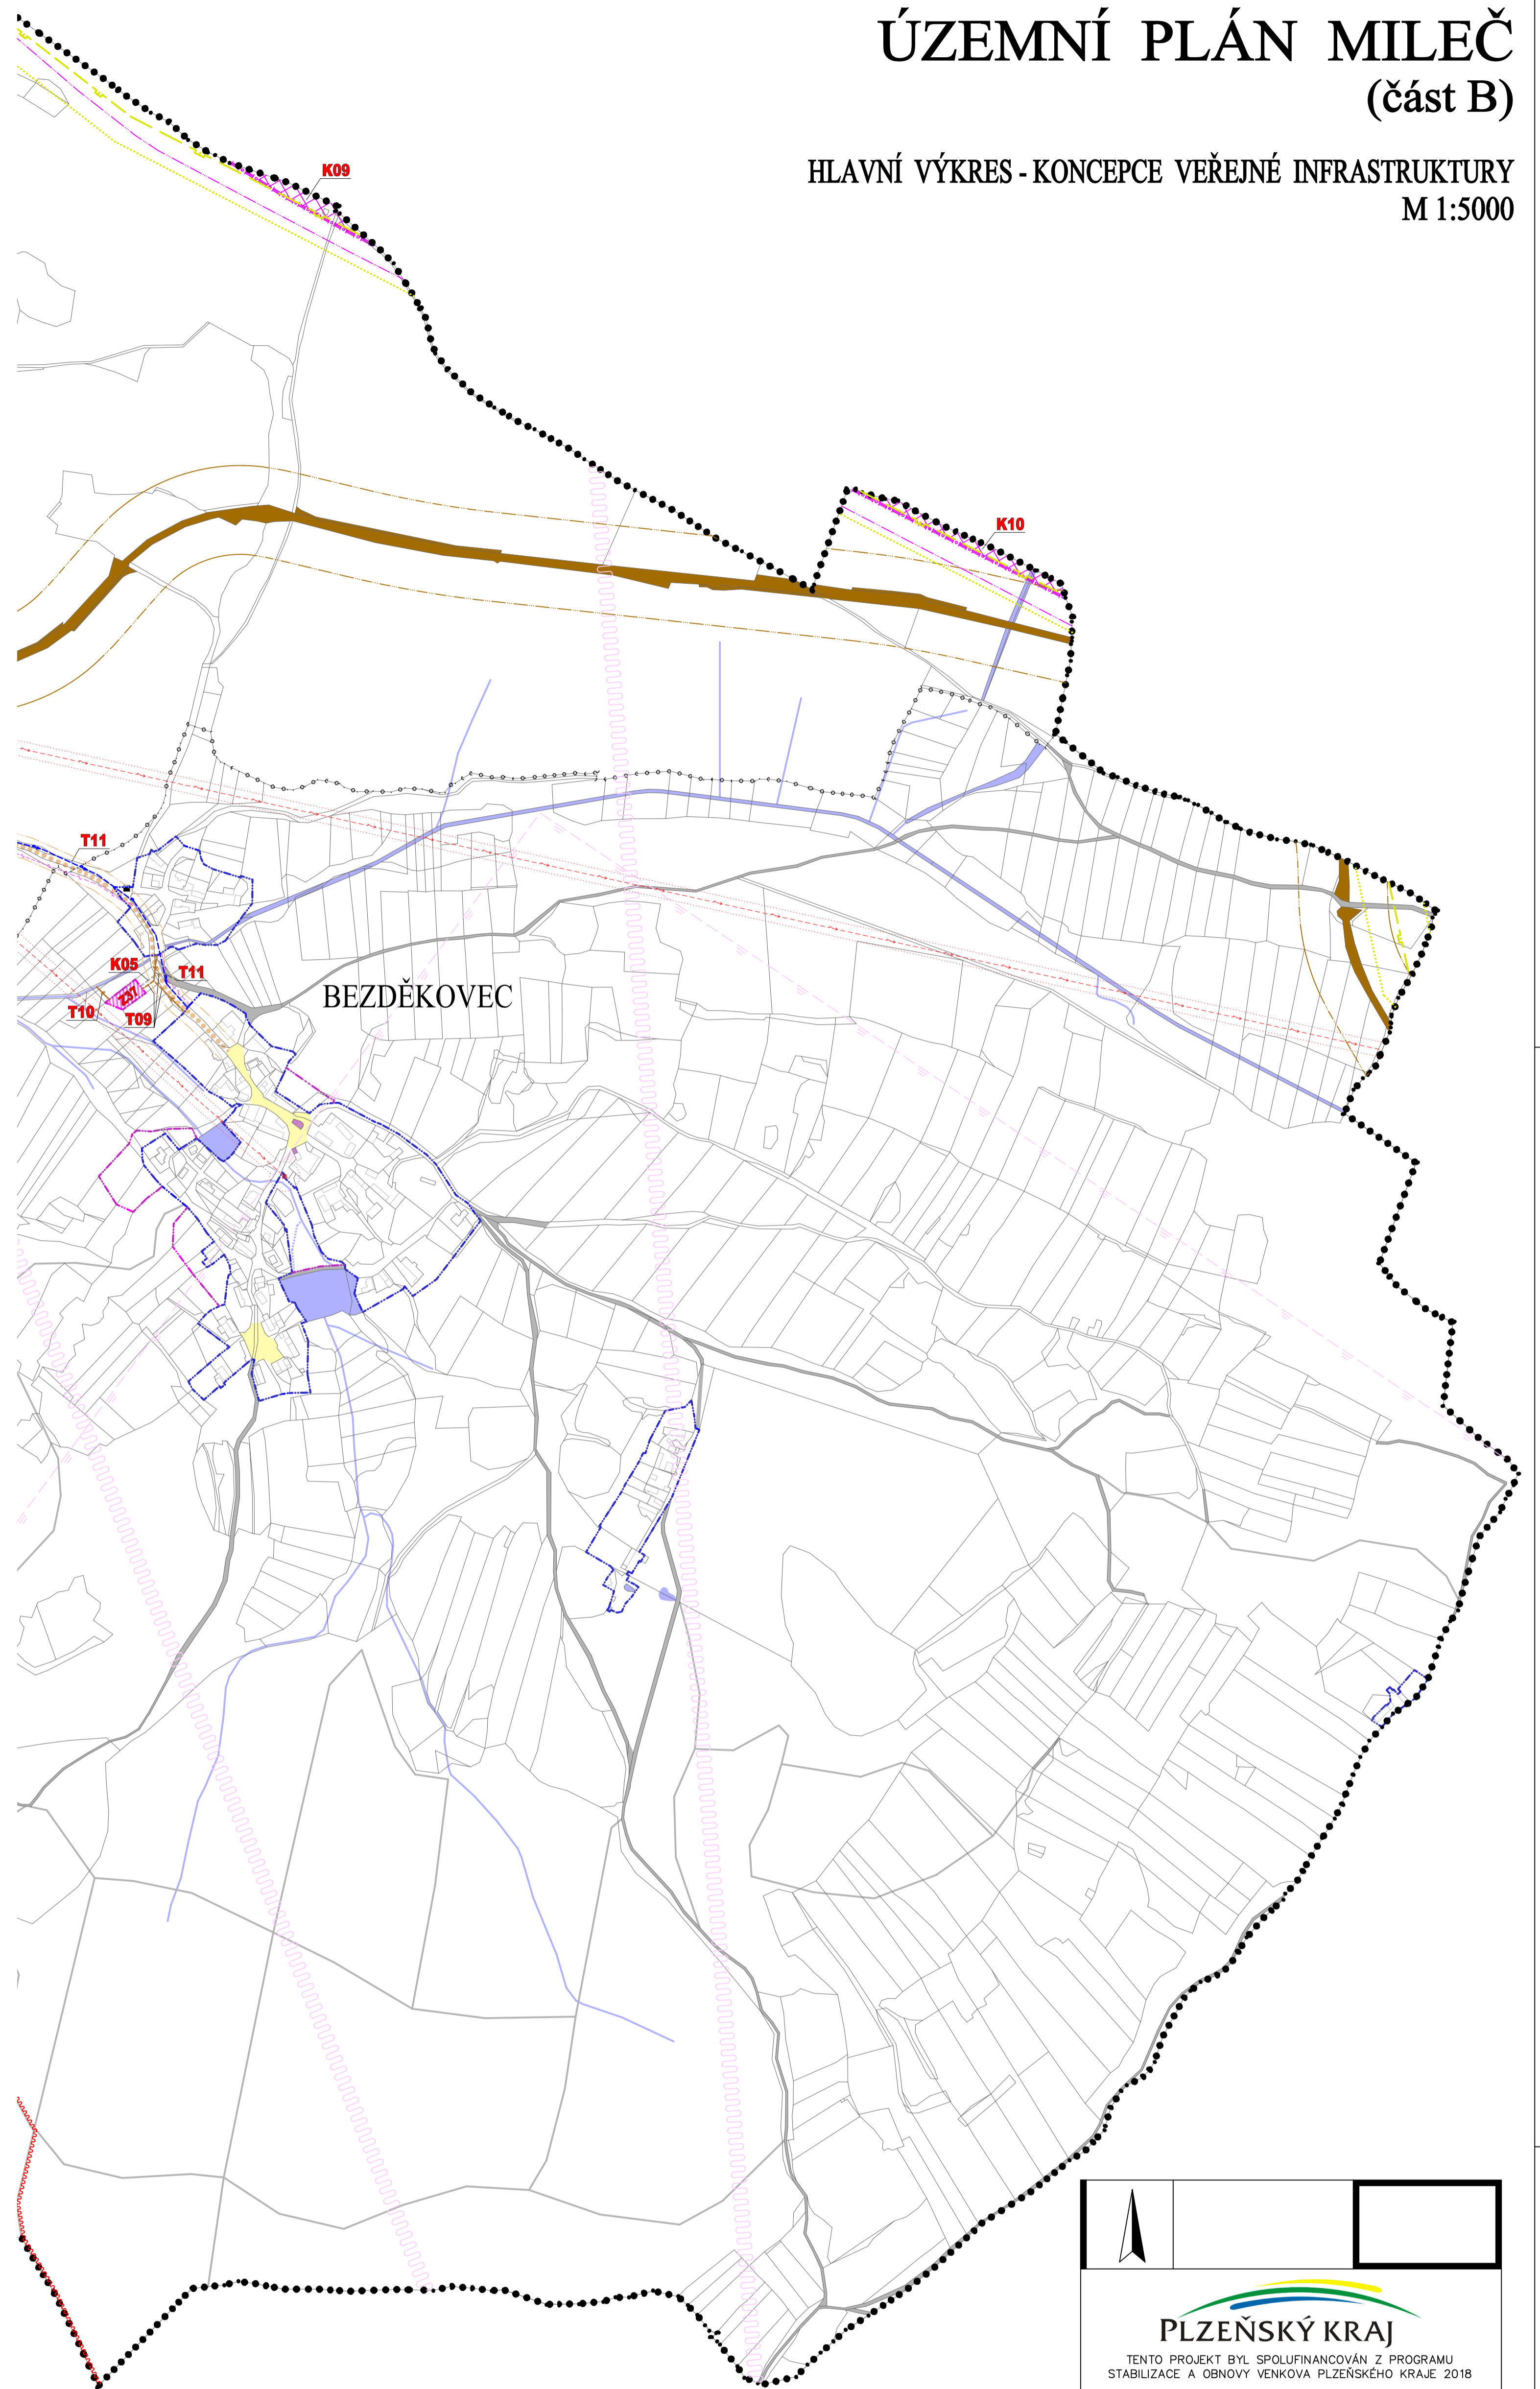 ÚZEMNÍ PLÁN MILEČ
(část B)
HLAVNÍ VÝKRES - KONCEPCE VEŘEJNÉ INFRASTRUKTURY
M 1:5000
K09
K10
T11
K05
T11
Z37
T10
T09
BEZDĚKOVEC
PLZEŇSKÝ KRAJ
TENTO PROJEKT BYL SPOLUFINANCOVÁN Z PROGRAMU
STABILIZACE A OBNOVY VENKOVA PLZEŇSKÉHO KRAJE 2018